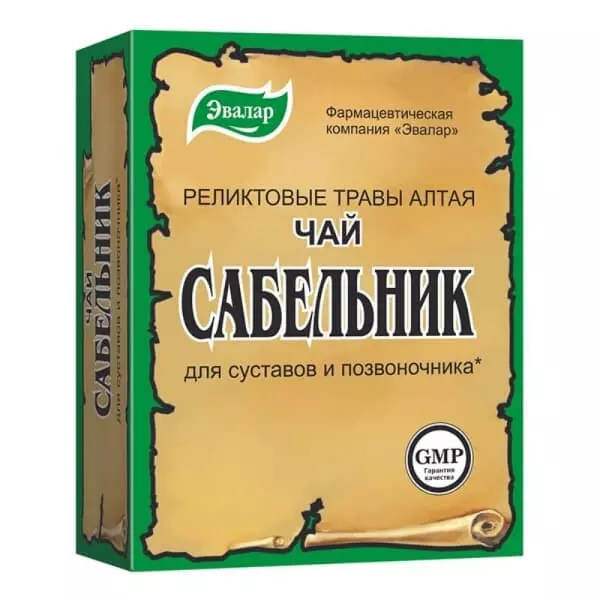 Эвалар
Фармацевтическая
компания «Эвалар»
РЕЛИКТОВЫЕ ТРАВЫ АЛТАЯ
ЧАЙ
САБЕЛЬНИК
для суставов и позвоночника*
GMP
Гарантия
качества
ЧАЙ
САБЕЛЬНИК
для суставов и позвоночника*